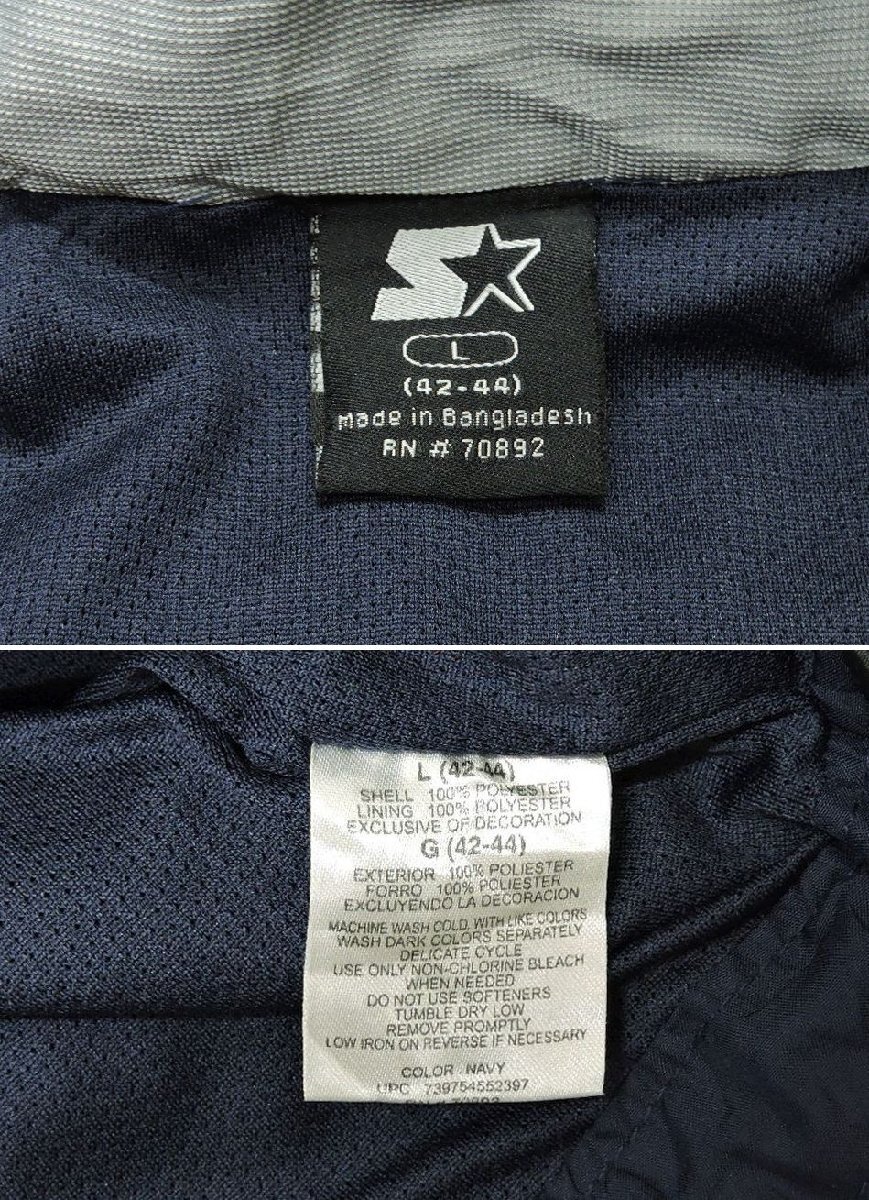 L
(42-44)
Made in Bangladesh
RN # 70892
L (42-44)
SHELL 100% POLYESTER
LINING 100% POLYESTER
EXCLUSIVE OF DECORATION
G (42-44)
EXTERIOR 100% POLIESTER
FORRO 100% POLIESTER
EXCLUYENDO LA DECORACION
MACHINE WASH COLD, WITH LIKE COLORS
WASH DARK COLORS SEPARATELY
DELICATE CYCLE
USE ONLY NON-CHLORINE BLEACH
WHEN NEEDED
DO NOT USE SOFTENERS
TUMBLE DRY LOW
REMOVE PROMPTLY
LOW IRON ON REVERSE IF NECESSARY
COLOR NAVY
UPC 739754552397